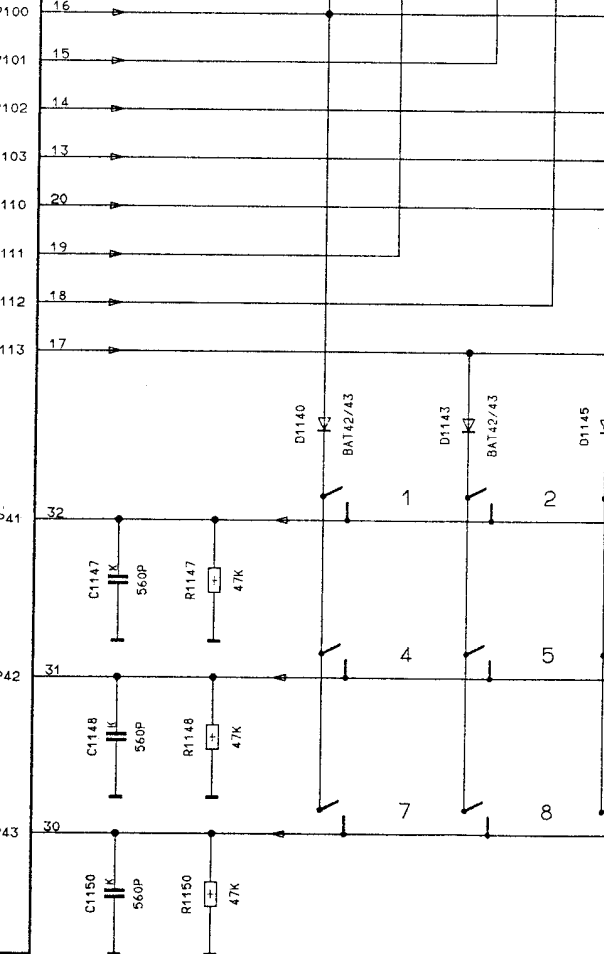 P100 16
P101 15
P102 14
103 13
110 20
111 19
112 18
113 17
D1140 BAT42/43 D1143 BAT42/43 D1145
1 2
P41 32
C1147 K 560P R1147 + 47K
4 5
P42 31
C1148 K 560P R1148 + 47K
7 8
P43 30
C1150 K 560P R1150 + 47K